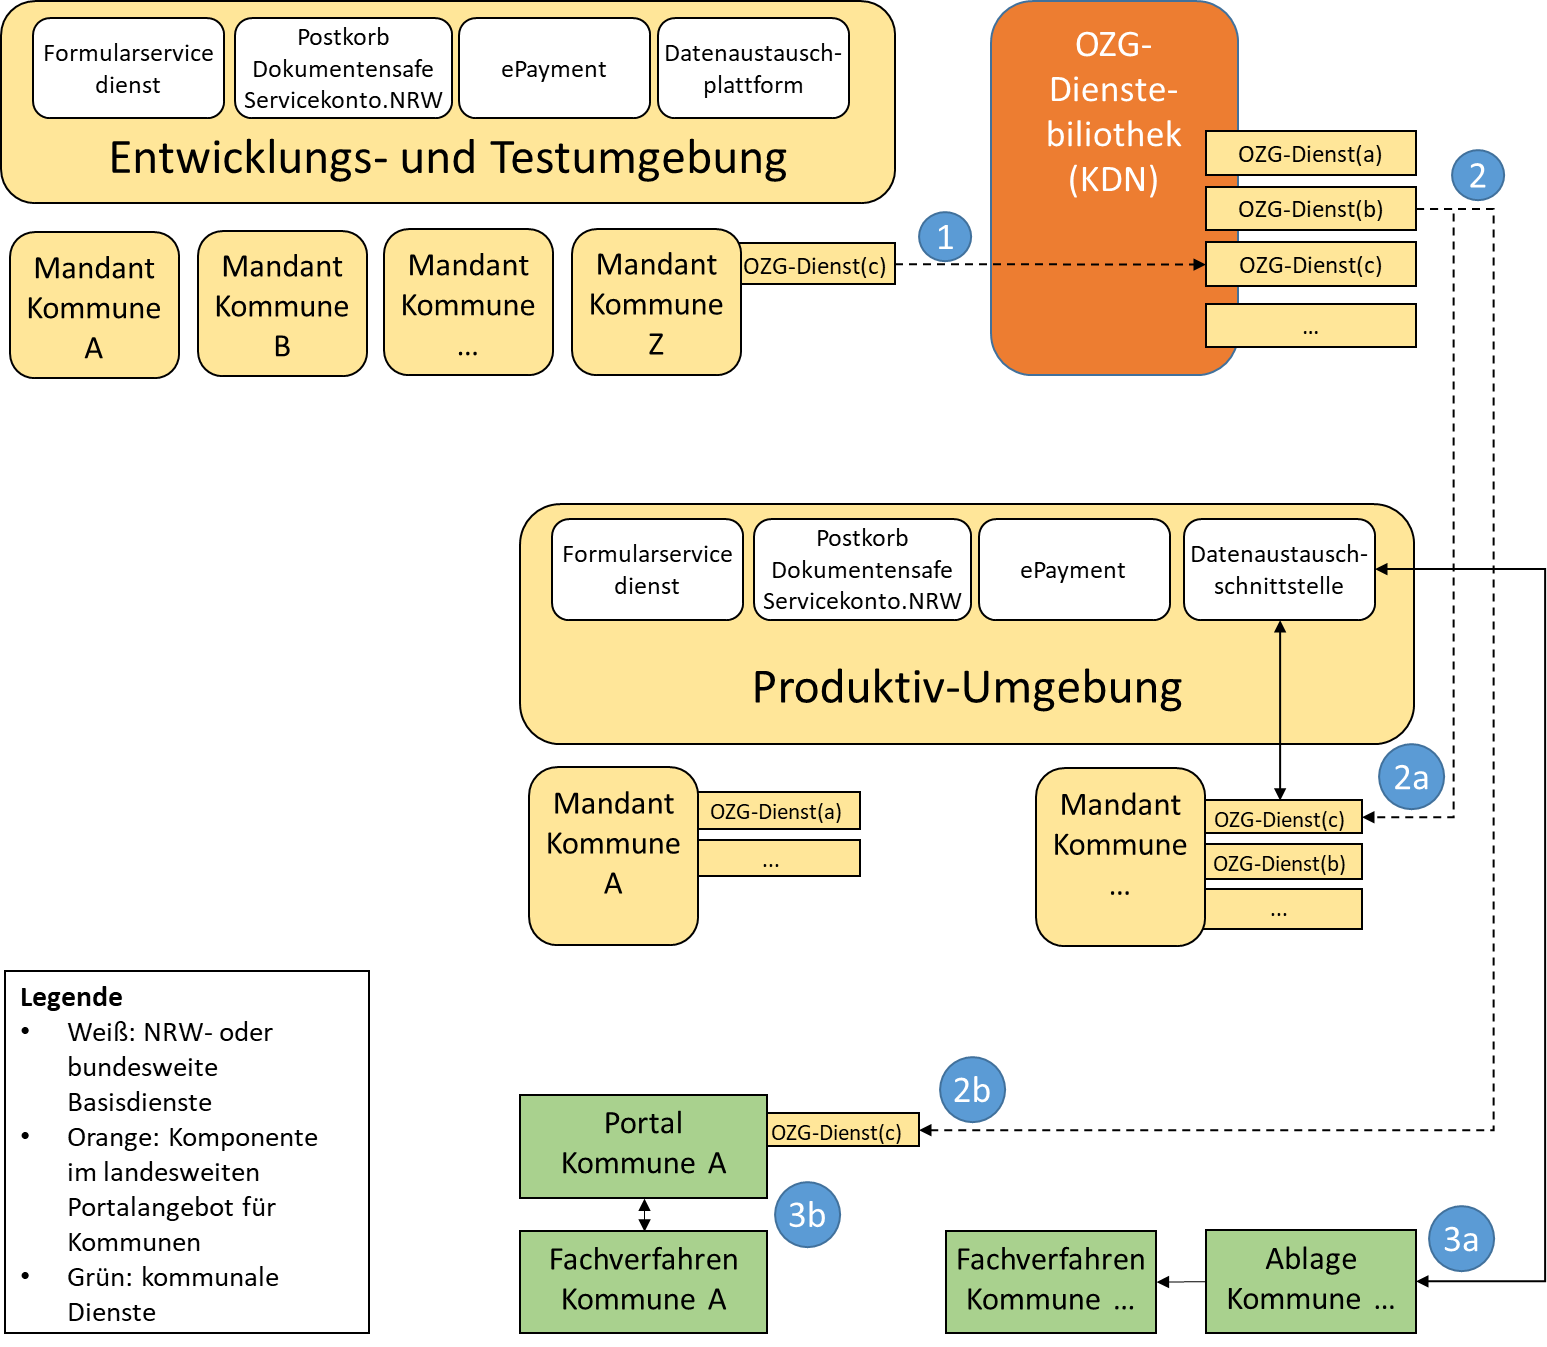 Formularservice
dienst
Postkorb
Dokumentensafe
Servicekonto.NRW
ePayment
Datenaustausch-
plattform
Entwicklungs- und Testumgebung
OZG-
Dienste-
biliothek
(KDN)
OZG-Dienst(a)
OZG-Dienst(b)
OZG-Dienst(c)
...
2
1
Mandant
Kommune
A
Mandant
Kommune
B
Mandant
Kommune
...
Mandant
Kommune
Z
OZG-Dienst(c)
Formularservice
dienst
Postkorb
Dokumentensafe
Servicekonto.NRW
ePayment
Datenaustausch-
schnittstelle
Produktiv-Umgebung
2a
Mandant
Kommune
A
OZG-Dienst(a)
...
Mandant
Kommune
...
OZG-Dienst(c)
OZG-Dienst(b)
...
Legende
• Weiß: NRW- oder
bundesweite
Basisdienste
• Orange: Komponente
im landesweiten
Portalangebot für
Kommunen
• Grün: kommunale
Dienste
2b
Portal
Kommune A
OZG-Dienst(c)
3b
Fachverfahren
Kommune A
Fachverfahren
Kommune ...
Ablage
Kommune ...
3a